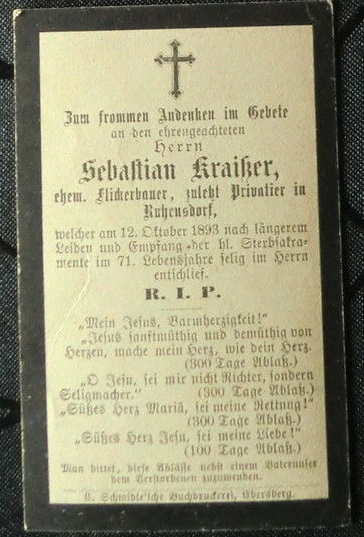 Zum frommen Andenken im Gebete
an den ehrengeachteten
Herrn
Sebastian Kraißer,
ehem. Flickerbauer, zuletzt Privatier in
Ruhensdorf,
welcher am 12. Oktober 1893 nach längerem
Leiden und Empfang der hl. Sterbsakra-
mente im 71. Lebensjahre selig im Herrn
entschlief.
R. I. P.
„Mein Jesus, Barmherzigkeit!"
„Jesus sanftmüthig und demüthig von
Herzen, mache mein Herz, wie dein Herz.
(300 Tage Ablaß.)
„O Jesu, sei mir nicht Richter, sondern
Seligmacher." (300 Tage Ablaß.)
„Süßes Herz Mariä, sei meine Rettung!"
(300 Tage Ablaß.)
„Süßes Herz Jesu, sei meine Liebe!"
(100 Tage Ablaß.)
Man bittet, diese Ablässe nebst einem Vaterunser
dem Verstorbenen zuzuwenden.
C. Schmidle'sche Buchdruckerei, Ebersberg.